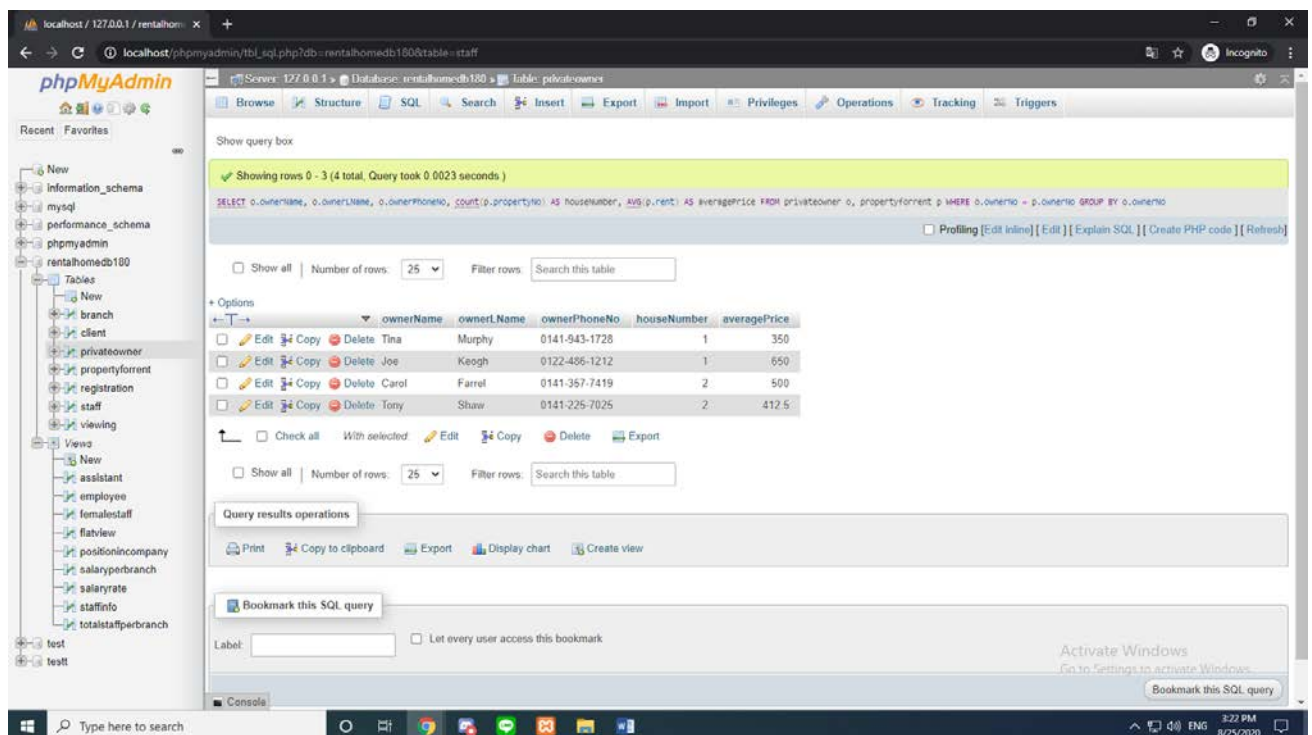 localhost / 127.0.0.1 / rentalhom
localhost/phpmyadmin/tbl_sql.php?db=rentalhomedb180&table=staff
Incognito
phpMyAdmin
Recent Favorites
New
information_schema
mysql
performance_schema
phpmyadmin
rentalhomedb180
Tables
New
branch
client
privateowner
propertyforrent
registration
staff
viewing
Views
New
assistant
employee
femalestaff
flatview
positionincompany
salaryperbranch
salaryrate
staffinfo
totalstaffperbranch
test
testt
Server: 127.0.0.1 » Database: rentalhomedb180 » Table: privateowner
Browse Structure SQL Search Insert Export Import Privileges Operations Tracking Triggers
Show query box
Showing rows 0 - 3 (4 total, Query took 0.0023 seconds.)
SELECT o.ownerName, o.ownerLName, o.ownerPhoneNo, count(p.propertyNo) AS houseNumber, AVG(p.rent) AS averagePrice FROM privateowner o, propertyforrent p WHERE o.ownerNo = p.ownerNo GROUP BY o.ownerNo
Profiling [Edit inline] [ Edit ] [ Explain SQL ] [ Create PHP code ] [ Refresh]
Show all | Number of rows: 25 Filter rows: Search this table
+ Options
←T→ ownerName ownerLName ownerPhoneNo houseNumber averagePrice
Edit Copy Delete Tina Murphy 0141-943-1728 1 350
Edit Copy Delete Joe Keogh 0122-486-1212 1 650
Edit Copy Delete Carol Farrel 0141-357-7419 2 500
Edit Copy Delete Tony Shaw 0141-225-7025 2 412.5
Check all With selected: Edit Copy Delete Export
Show all | Number of rows: 25 Filter rows: Search this table
Query results operations
Print Copy to clipboard Export Display chart Create view
Bookmark this SQL query
Label: Let every user access this bookmark
Activate Windows
Go to Settings to activate Windows.
Bookmark this SQL query
Console
Type here to search
ENG 3:22 PM
8/25/2020